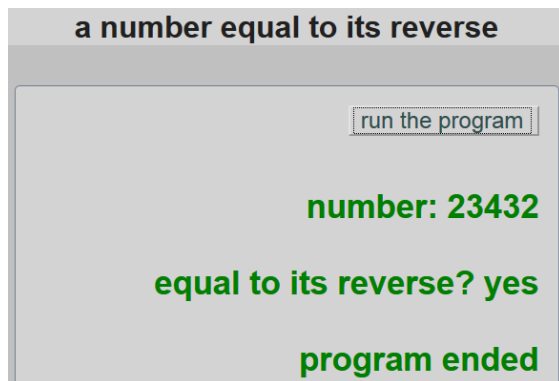 a number equal to its reverse
run the program
number: 23432
equal to its reverse? yes
program ended